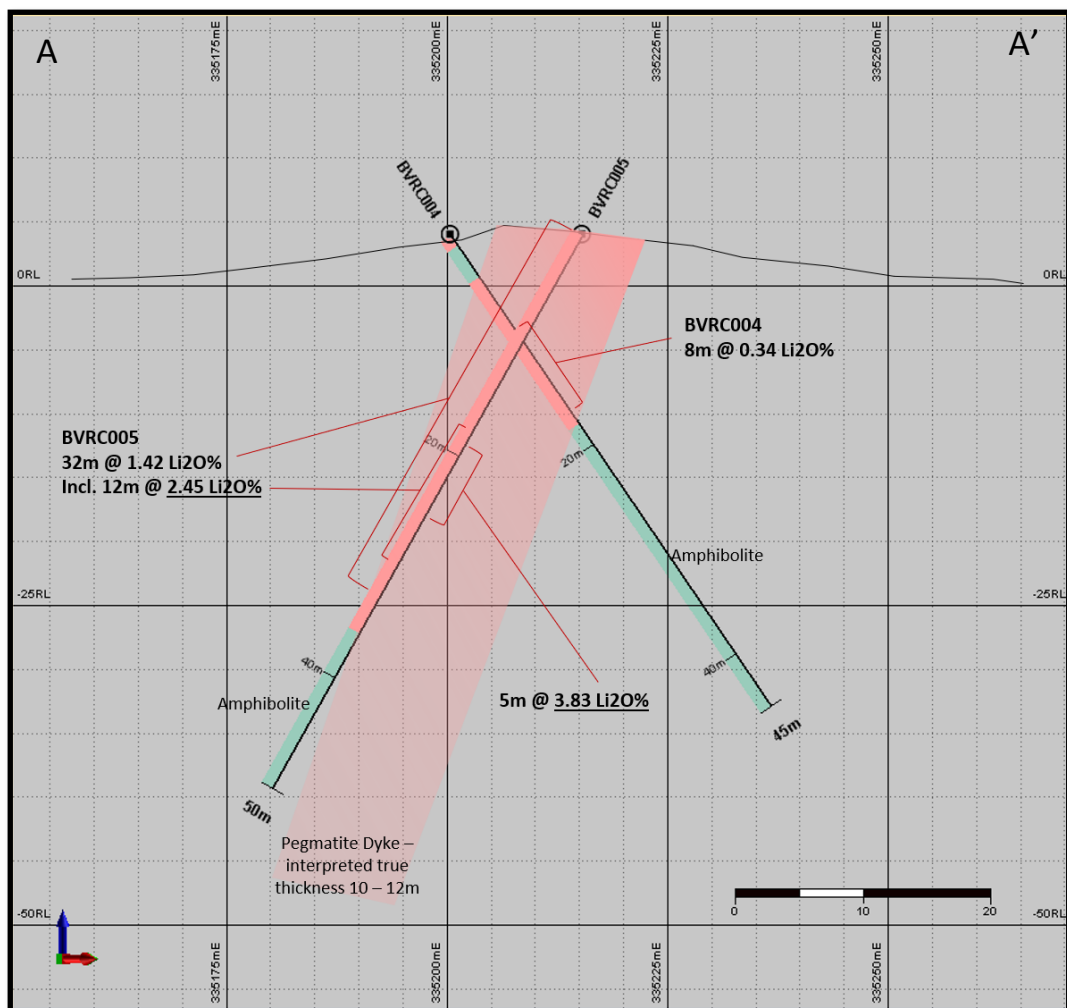 A
A’
335175mE
335200mE
335225mE
335250mE
BVRC004
BVRC005
0RL
0RL
BVRC004
8m @ 0.34 Li2O%
BVRC005
32m @ 1.42 Li2O%
Incl. 12m @ 2.45 Li2O%
20m
20m
Amphibolite
-25RL
-25RL
40m
40m
5m @ 3.83 Li2O%
Amphibolite
45m
50m
Pegmatite Dyke –
interpreted true
thickness 10 – 12m
0
10
20
-50RL
-50RL
335175mE
335200mE
335225mE
335250mE